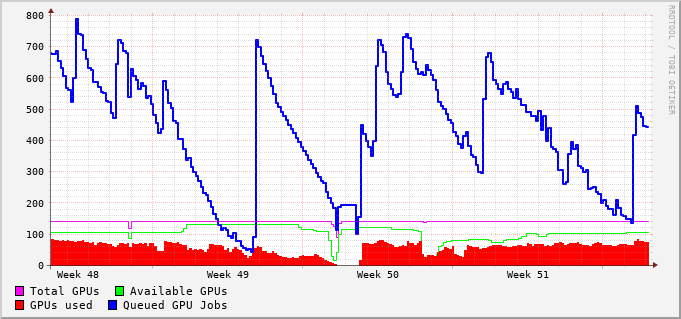 800
700
600
500
400
300
200
100
0
Week 48 Week 49 Week 50 Week 51
Total GPUs Available GPUs
GPUs used Queued GPU Jobs
RRDTOOL / TOBI OETIKER